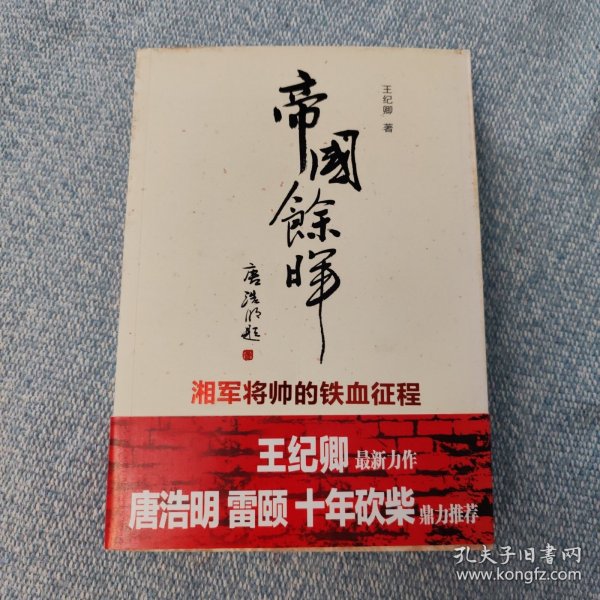 王纪卿 著
帝國餘暉
唐浩明题
湘军将帅的铁血征程
王纪卿 最新力作
唐浩明 雷颐 十年砍柴 鼎力推荐
孔夫子旧书网
www.kongfz.com